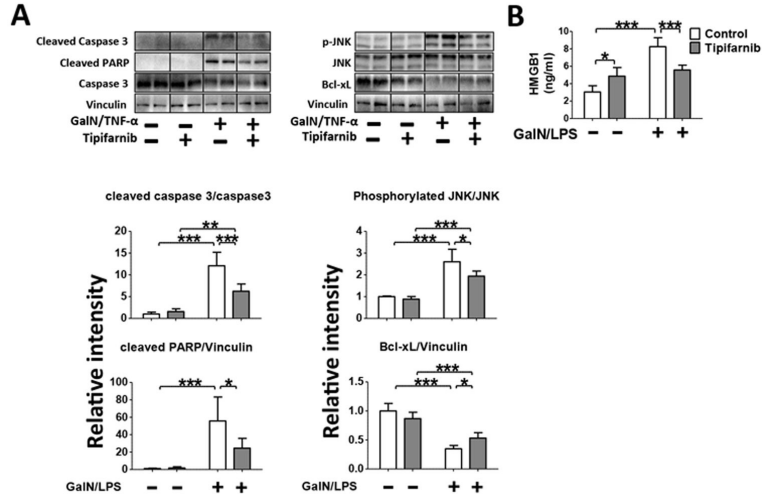 A
Cleaved Caspase 3
Cleaved PARP
Caspase 3
Vinculin
GalN/TNF-α − − + +
Tipifarnib − + − +
p-JNK
JNK
Bcl-xL
Vinculin
GalN/TNF-α − − + +
Tipifarnib − + − +
B
HMGB1
(ng/ml)
10
8
6
4
2
0
*
***
***
Control
Tipifarnib
GalN/LPS − − + +
Relative intensity
cleaved caspase 3/caspase3
20
15
10
5
0
**
***
***
cleaved PARP/Vinculin
100
80
60
40
20
0
***
*
GalN/LPS − − + +
Relative intensity
Phosphorylated JNK/JNK
4
3
2
1
0
***
***
*
Bcl-xL/Vinculin
1.5
1.0
0.5
0.0
***
***
*
GalN/LPS − − + +